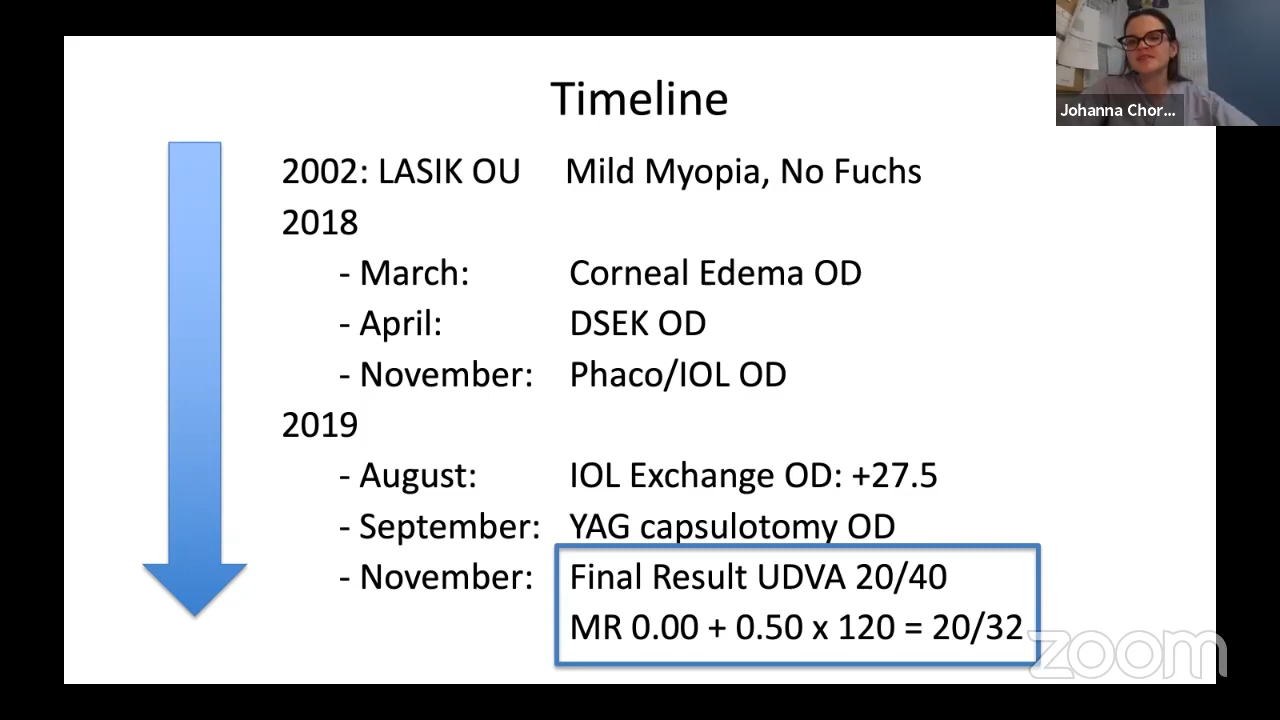 Johanna Chor...
Timeline
2002: LASIK OU Mild Myopia, No Fuchs
2018
- March: Corneal Edema OD
- April: DSEK OD
- November: Phaco/IOL OD
2019
- August: IOL Exchange OD: +27.5
- September: YAG capsulotomy OD
- November: Final Result UDVA 20/40
MR 0.00 + 0.50 x 120 = 20/32
zoom